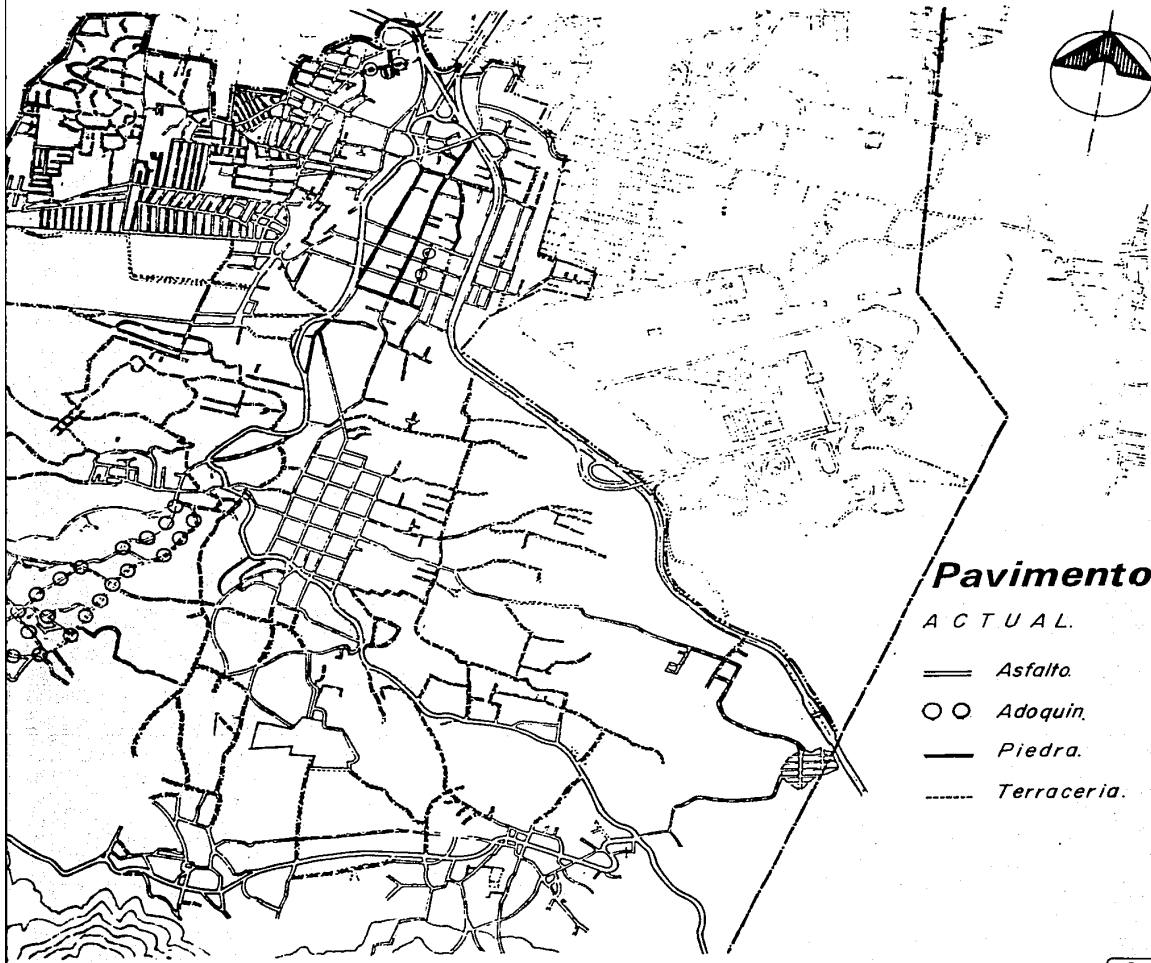 Pavimento
ACTUAL.
Asfalto.
Adoquin.
Piedra.
Terraceria.